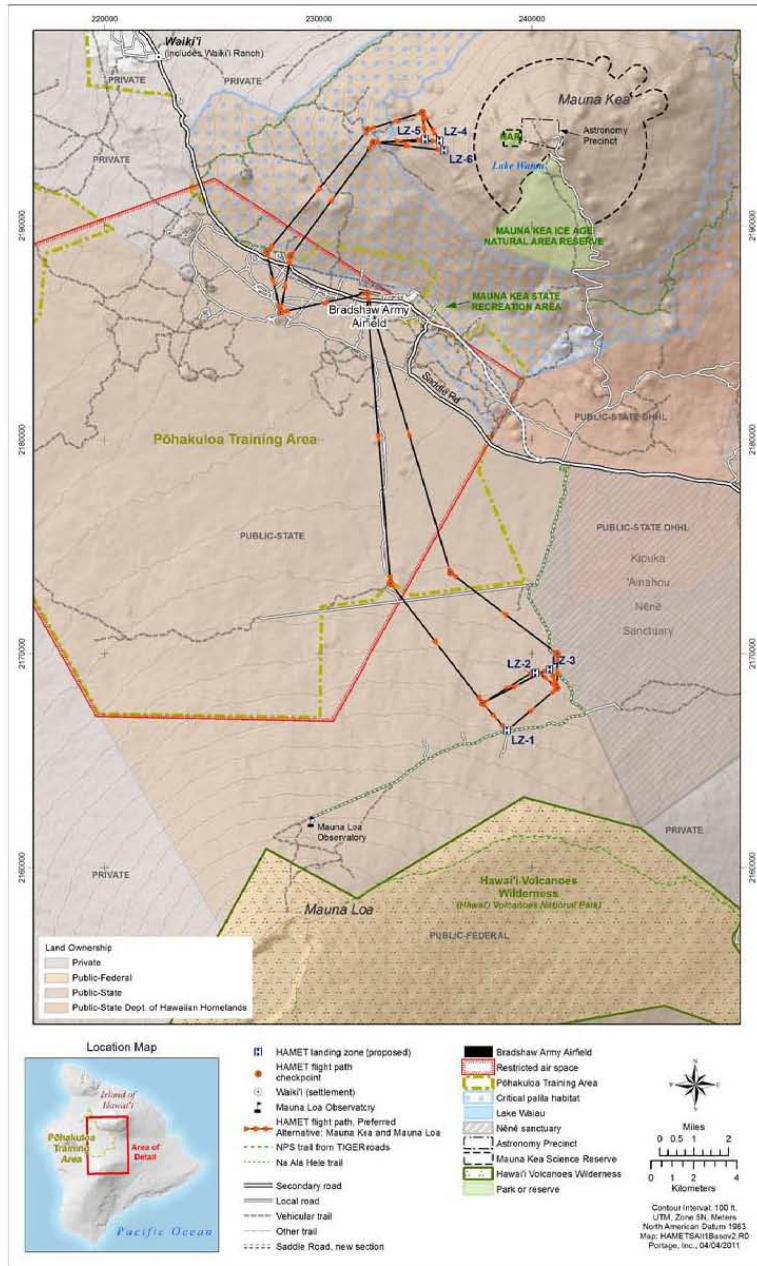 220000
230000
240000
Waiki'i
(Includes Waiki'i Ranch)
PRIVATE
PRIVATE
PRIVATE
Mauna Kea
LZ-5
LZ-4
LZ-6
NAR
Astronomy
Precinct
Lake Waiau
2190000
2190000
MAUNA KEA ICE AGE
NATURAL AREA RESERVE
MAUNA KEA STATE
RECREATION AREA
Bradshaw Army
Airfield
Saddle Rd
PUBLIC-STATE DHHL
Pōhakuloa Training Area
2180000
2180000
PUBLIC-STATE
PUBLIC-STATE DHHL
Kipuka
'Ainahou
Nēnē
Sanctuary
2170000
2170000
LZ-2
LZ-3
LZ-1
Mauna Loa
Observatory
PRIVATE
PRIVATE
2160000
2160000
Mauna Loa
Hawai'i Volcanoes
Wilderness
(Hawai'i Volcanoes National Park)
PUBLIC-FEDERAL
Land Ownership
Private
Public-Federal
Public-State
Public-State Dept. of Hawaiian Homelands
Location Map
Island of
Hawai'i
Pōhakuloa
Training
Area
Area of
Detail
Pacific Ocean
HAMET landing zone (proposed)
HAMET flight path
checkpoint
Waiki'i (settlement)
Mauna Loa Observatory
HAMET flight path, Preferred
Alternative: Mauna Kea and Mauna Loa
NPS trail from TIGER roads
Na Ala Hele trail
Secondary road
Local road
Vehicular trail
Other trail
Saddle Road, new section
Bradshaw Army Airfield
Restricted air space
Pōhakuloa Training Area
Critical palila habitat
Lake Waiau
Nēnē sanctuary
Astronomy Precinct
Mauna Kea Science Reserve
Hawai'i Volcanoes Wilderness
Park or reserve
N
W
E
S
Miles
0 0.5 1 2
0 1 2 4
Kilometers
Contour Interval: 100 ft.
UTM, Zone 5N, Meters
North American Datum 1983
Map: HAMETSAlt1Basev2.R0
Portage, Inc., 04/04/2011